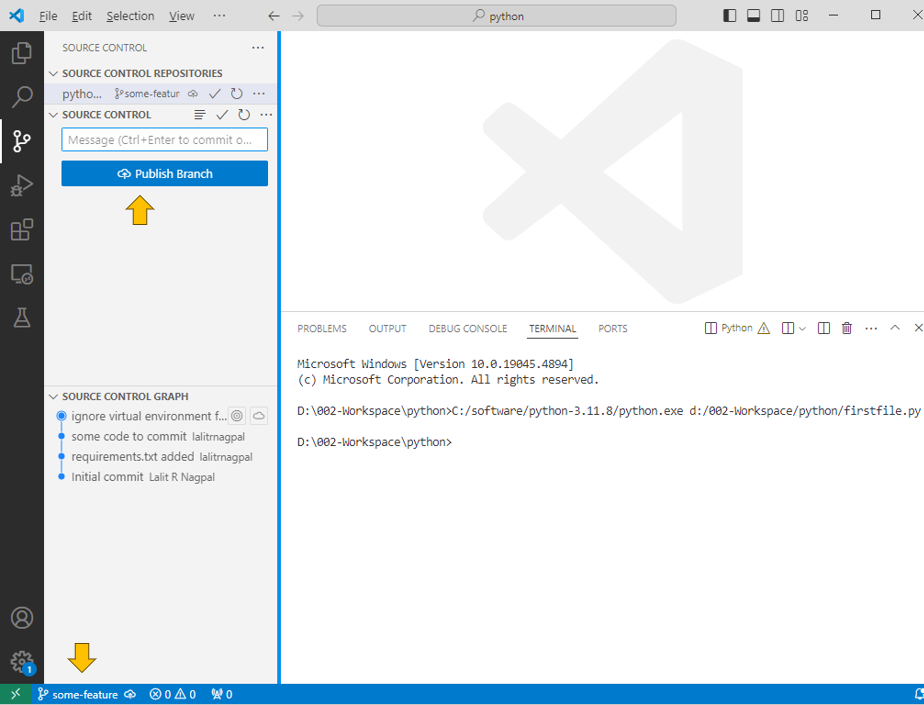 File Edit Selection View ··· python
SOURCE CONTROL ···
SOURCE CONTROL REPOSITORIES
pytho... some-featur ···
SOURCE CONTROL ···
Message (Ctrl+Enter to commit o...
Publish Branch
PROBLEMS OUTPUT DEBUG CONSOLE TERMINAL PORTS Python ···
Microsoft Windows [Version 10.0.19045.4894]
(c) Microsoft Corporation. All rights reserved.
D:\002-Workspace\python>C:/software/python-3.11.8/python.exe d:/002-Workspace/python/firstfile.py
D:\002-Workspace\python>
SOURCE CONTROL GRAPH
ignore virtual environment f...
some code to commit lalitrnagpal
requirements.txt added lalitrnagpal
Initial commit Lalit R Nagpal
1
some-feature 0 0 0